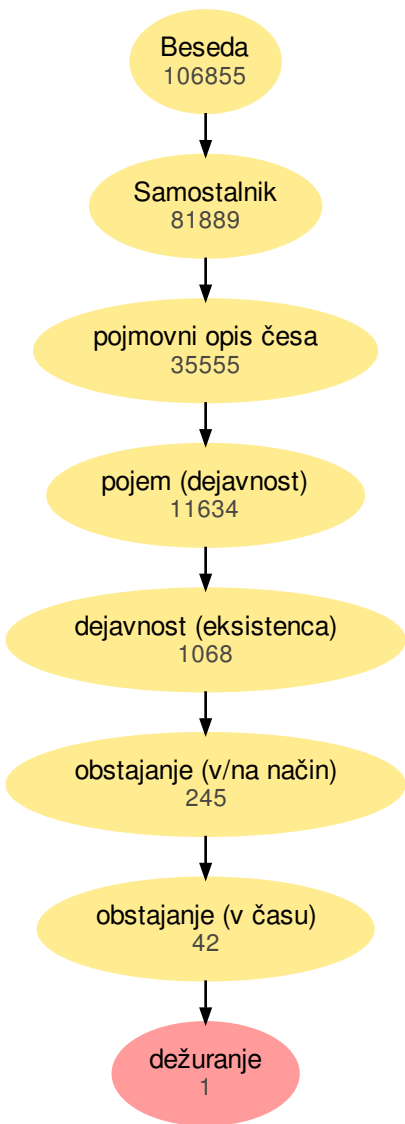 Beseda
106855
Samostalnik
81889
pojmovni opis česa
35555
pojem (dejavnost)
11634
dejavnost (eksistenca)
1068
obstajanje (v/na način)
245
obstajanje (v času)
42
dežuranje
1